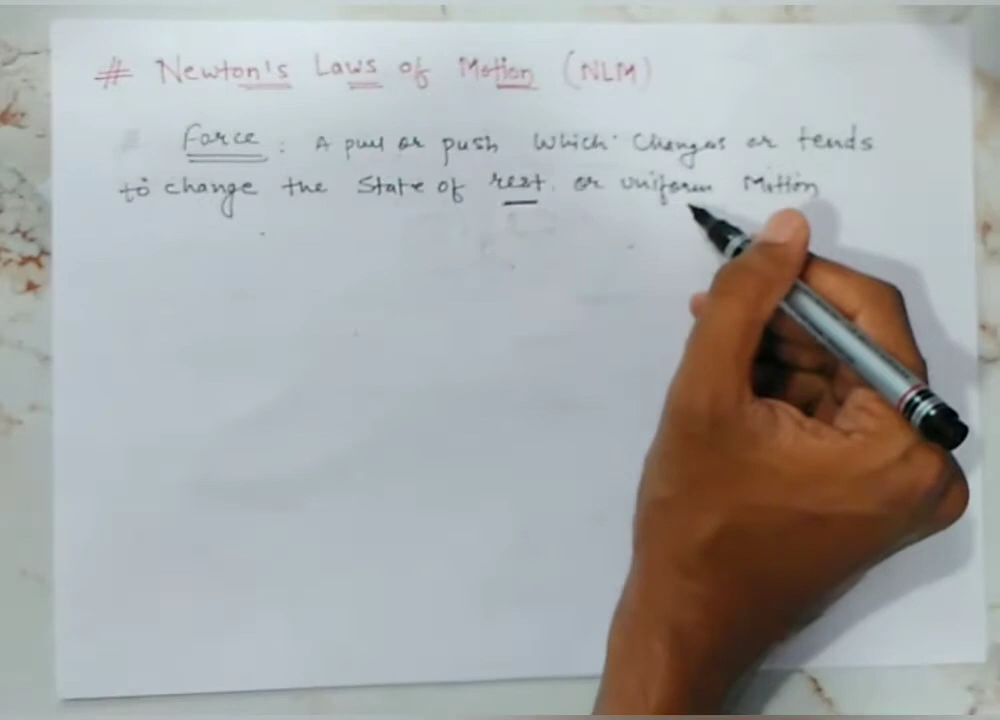 # Newton's Laws of Motion (NLM)
Force : A pull or push which changes or tends
to change the state of rest or uniform Motion